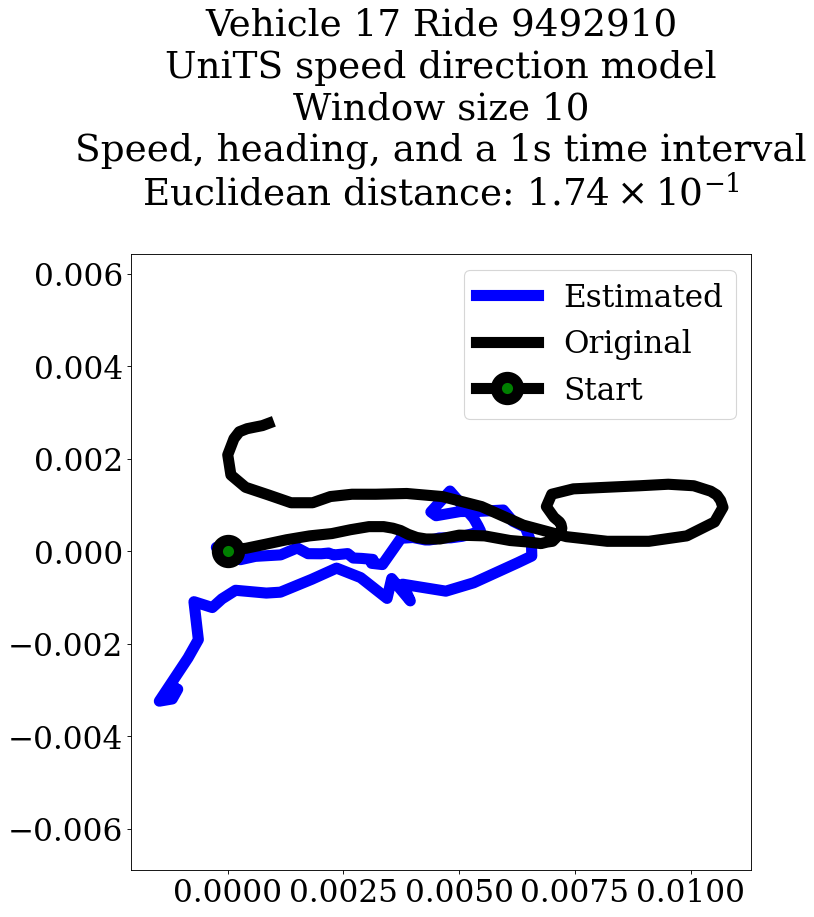 Vehicle 17 Ride 9492910
UniTS speed direction model
Window size 10
Speed, heading, and a 1s time interval
Euclidean distance: 1.74 × 10⁻¹
Estimated
Original
Start
0.006
0.004
0.002
0.000
−0.002
−0.004
−0.006
0.0000 0.0025 0.0050 0.0075 0.0100